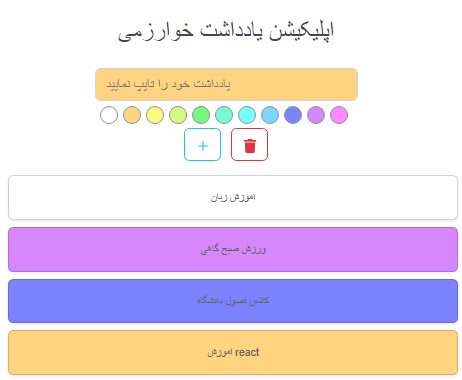 اپلیکیشن یادداشت خوارزمی
یادداشت خود را تایپ نمایید
اموزش زبان
ورزش صبح گاهی
کلاس اصول دانشگاه
اموزش react